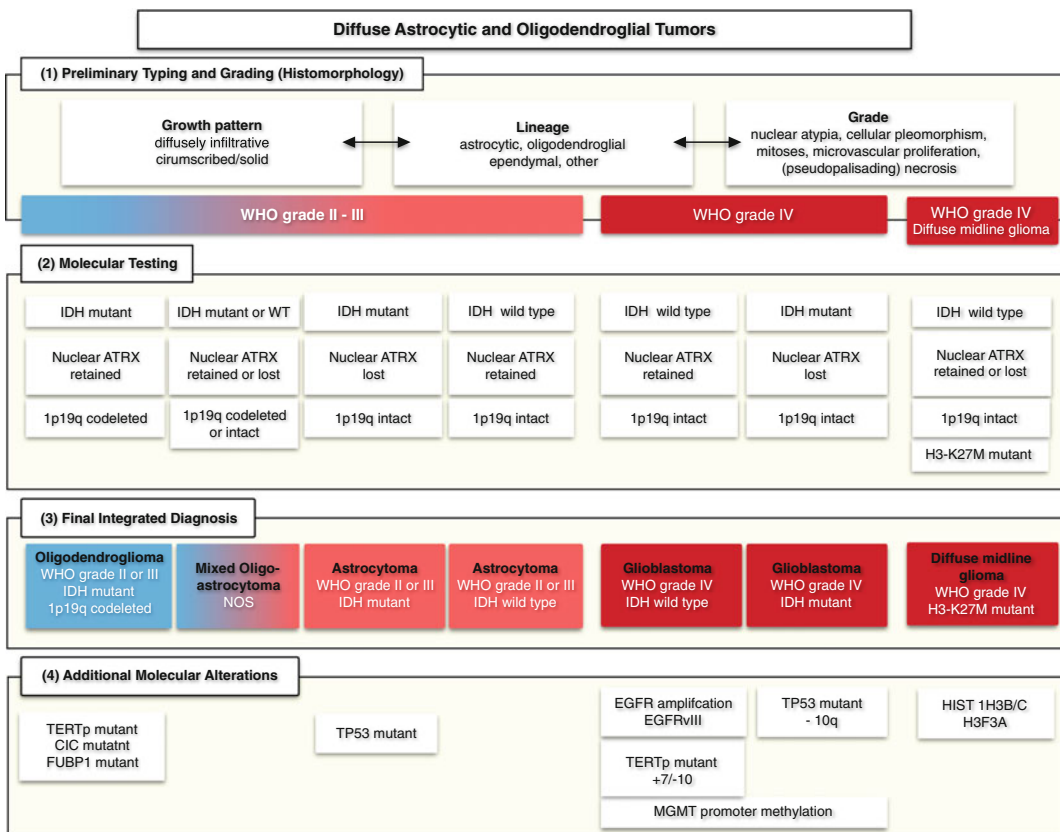 Diffuse Astrocytic and Oligodendroglial Tumors
(1) Preliminary Typing and Grading (Histomorphology)
Growth pattern
diffusely infiltrative
cirumscribed/solid
Lineage
astrocytic, oligodendroglial
ependymal, other
Grade
nuclear atypia, cellular pleomorphism,
mitoses, microvascular proliferation,
(pseudopalisading) necrosis
WHO grade II - III
WHO grade IV
WHO grade IV
Diffuse midline glioma
(2) Molecular Testing
IDH mutant
IDH mutant or WT
IDH mutant
IDH wild type
IDH wild type
IDH mutant
IDH wild type
Nuclear ATRX
retained
Nuclear ATRX
retained or lost
Nuclear ATRX
lost
Nuclear ATRX
retained
Nuclear ATRX
retained
Nuclear ATRX
lost
Nuclear ATRX
retained or lost
1p19q codeleted
1p19q codeleted
or intact
1p19q intact
1p19q intact
1p19q intact
1p19q intact
1p19q intact
H3-K27M mutant
(3) Final Integrated Diagnosis
Oligodendroglioma
WHO grade II or III
IDH mutant
1p19q codeleted
Mixed Oligo-
astrocytoma
NOS
Astrocytoma
WHO grade II or III
IDH mutant
Astrocytoma
WHO grade II or III
IDH wild type
Glioblastoma
WHO grade IV
IDH wild type
Glioblastoma
WHO grade IV
IDH mutant
Diffuse midline
glioma
WHO grade IV
H3-K27M mutant
(4) Additional Molecular Alterations
TERTp mutant
CIC mutatnt
FUBP1 mutant
TP53 mutant
EGFR amplifcation
EGFRvIII
TP53 mutant
- 10q
HIST 1H3B/C
H3F3A
TERTp mutant
+7/-10
MGMT promoter methylation